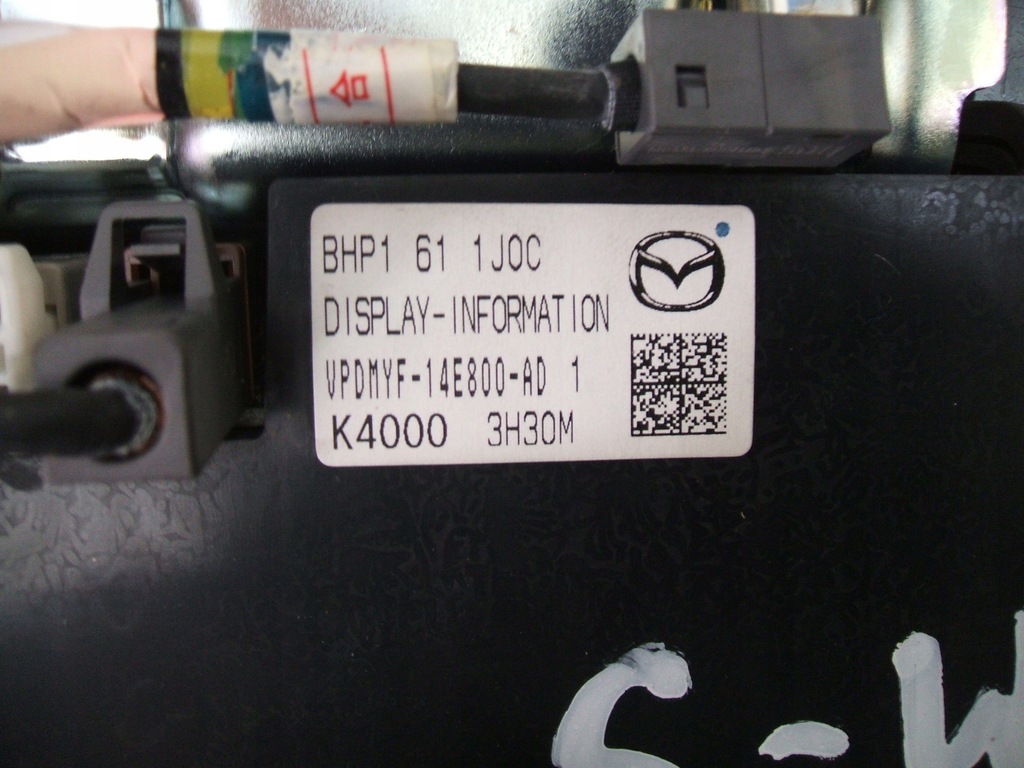 BHP1 61 1J0C
DISPLAY-INFORMATION
VPDMYF-14E800-AD 1
K4000 3H30M